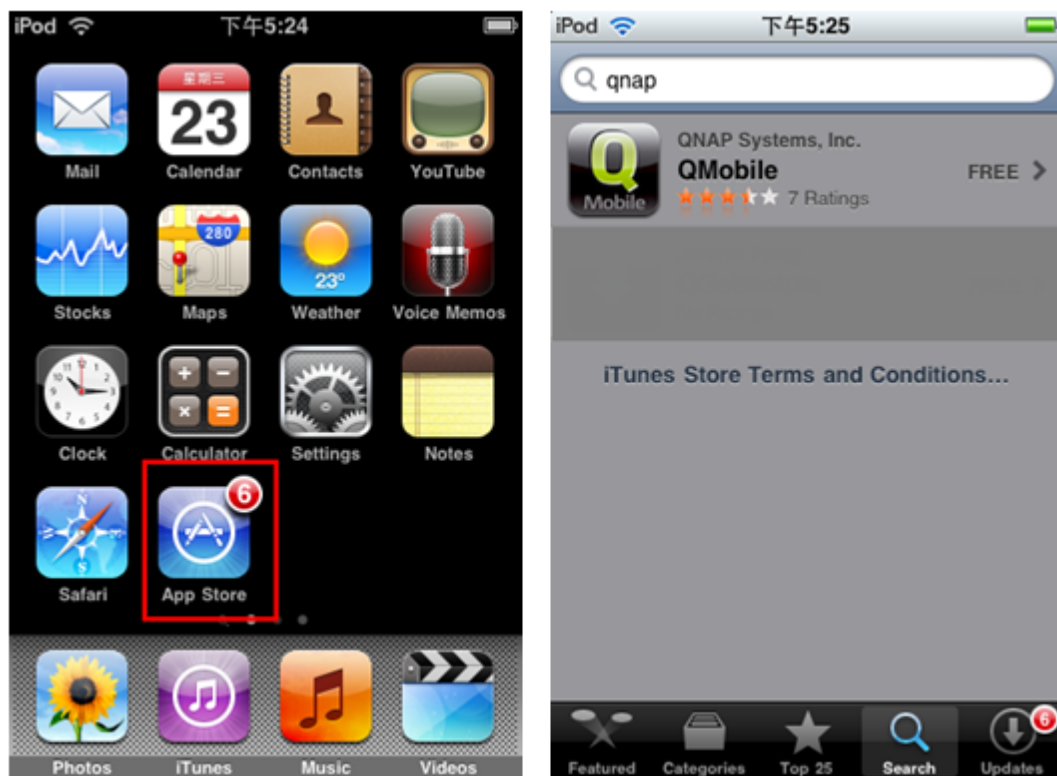 iPod 下午5:24
星期三
23
Mail Calendar Contacts YouTube
280
23°
Stocks Maps Weather Voice Memos
Clock Calculator Settings Notes
6
Safari App Store
Photos iTunes Music Videos
iPod 下午5:25
qnap
QNAP Systems, Inc.
Q QMobile FREE
Mobile 7 Ratings
iTunes Store Terms and Conditions...
6
Featured Categories Top 25 Search Updates